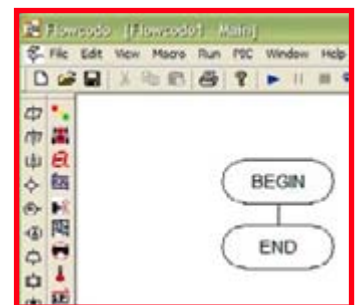 Flowcode [Flowcode1 Main]
File Edit View Macro Run PIC Window Help
BEGIN
END